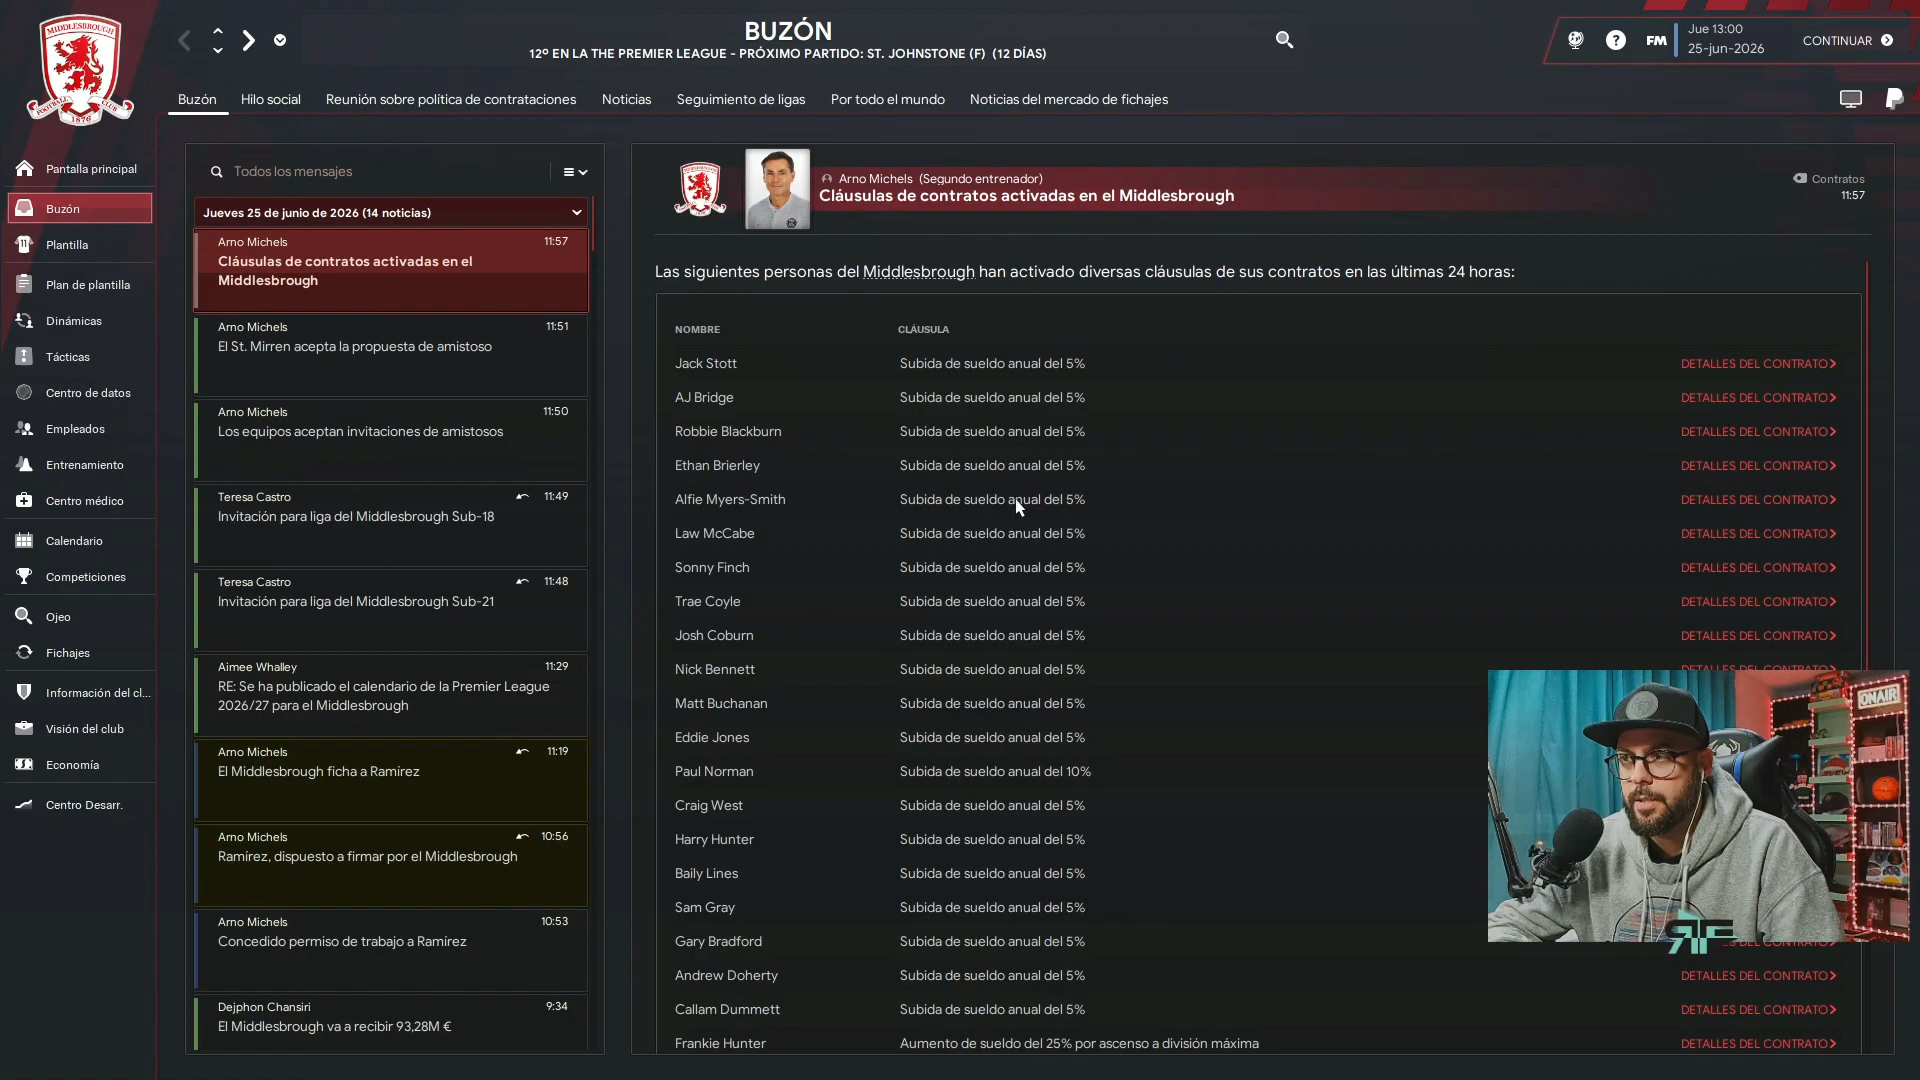 MIDDLESBROUGH
FOOTBALL CLUB
1876
BUZÓN
12º EN LA THE PREMIER LEAGUE - PRÓXIMO PARTIDO: ST. JOHNSTONE (F) (12 DÍAS)
FM
Jue 13:00
25-jun-2026
CONTINUAR
Buzón
Hilo social
Reunión sobre política de contrataciones
Noticias
Seguimiento de ligas
Por todo el mundo
Noticias del mercado de fichajes
Pantalla principal
Buzón
Plantilla
Plan de plantilla
Dinámicas
Tácticas
Centro de datos
Empleados
Entrenamiento
Centro médico
Calendario
Competiciones
Ojeo
Fichajes
Información del cl...
Visión del club
Economía
Centro Desarr.
Todos los mensajes
Jueves 25 de junio de 2026 (14 noticias)
Arno Michels 11:57
Cláusulas de contratos activadas en el
Middlesbrough
Arno Michels 11:51
El St. Mirren acepta la propuesta de amistoso
Arno Michels 11:50
Los equipos aceptan invitaciones de amistosos
Teresa Castro 11:49
Invitación para liga del Middlesbrough Sub-18
Teresa Castro 11:48
Invitación para liga del Middlesbrough Sub-21
Aimee Whalley 11:29
RE: Se ha publicado el calendario de la Premier League
2026/27 para el Middlesbrough
Arno Michels 11:19
El Middlesbrough ficha a Ramírez
Arno Michels 10:56
Ramírez, dispuesto a firmar por el Middlesbrough
Arno Michels 10:53
Concedido permiso de trabajo a Ramírez
Dejphon Chansiri 9:34
El Middlesbrough va a recibir 93,28M €
Arno Michels (Segundo entrenador)
Cláusulas de contratos activadas en el Middlesbrough
Contratos
11:57
Las siguientes personas del Middlesbrough han activado diversas cláusulas de sus contratos en las últimas 24 horas:
NOMBRE CLÁUSULA
Jack Stott Subida de sueldo anual del 5% DETALLES DEL CONTRATO
AJ Bridge Subida de sueldo anual del 5% DETALLES DEL CONTRATO
Robbie Blackburn Subida de sueldo anual del 5% DETALLES DEL CONTRATO
Ethan Brierley Subida de sueldo anual del 5% DETALLES DEL CONTRATO
Alfie Myers-Smith Subida de sueldo anual del 5% DETALLES DEL CONTRATO
Law McCabe Subida de sueldo anual del 5% DETALLES DEL CONTRATO
Sonny Finch Subida de sueldo anual del 5% DETALLES DEL CONTRATO
Trae Coyle Subida de sueldo anual del 5% DETALLES DEL CONTRATO
Josh Coburn Subida de sueldo anual del 5% DETALLES DEL CONTRATO
Nick Bennett Subida de sueldo anual del 5% DETALLES DEL CONTRATO
Matt Buchanan Subida de sueldo anual del 5%
Eddie Jones Subida de sueldo anual del 5%
Paul Norman Subida de sueldo anual del 10%
Craig West Subida de sueldo anual del 5%
Harry Hunter Subida de sueldo anual del 5%
Baily Lines Subida de sueldo anual del 5%
Sam Gray Subida de sueldo anual del 5%
Gary Bradford Subida de sueldo anual del 5%
Andrew Doherty Subida de sueldo anual del 5% DETALLES DEL CONTRATO
Callam Dummett Subida de sueldo anual del 5% DETALLES DEL CONTRATO
Frankie Hunter Aumento de sueldo del 25% por ascenso a división máxima DETALLES DEL CONTRATO
ON AIR